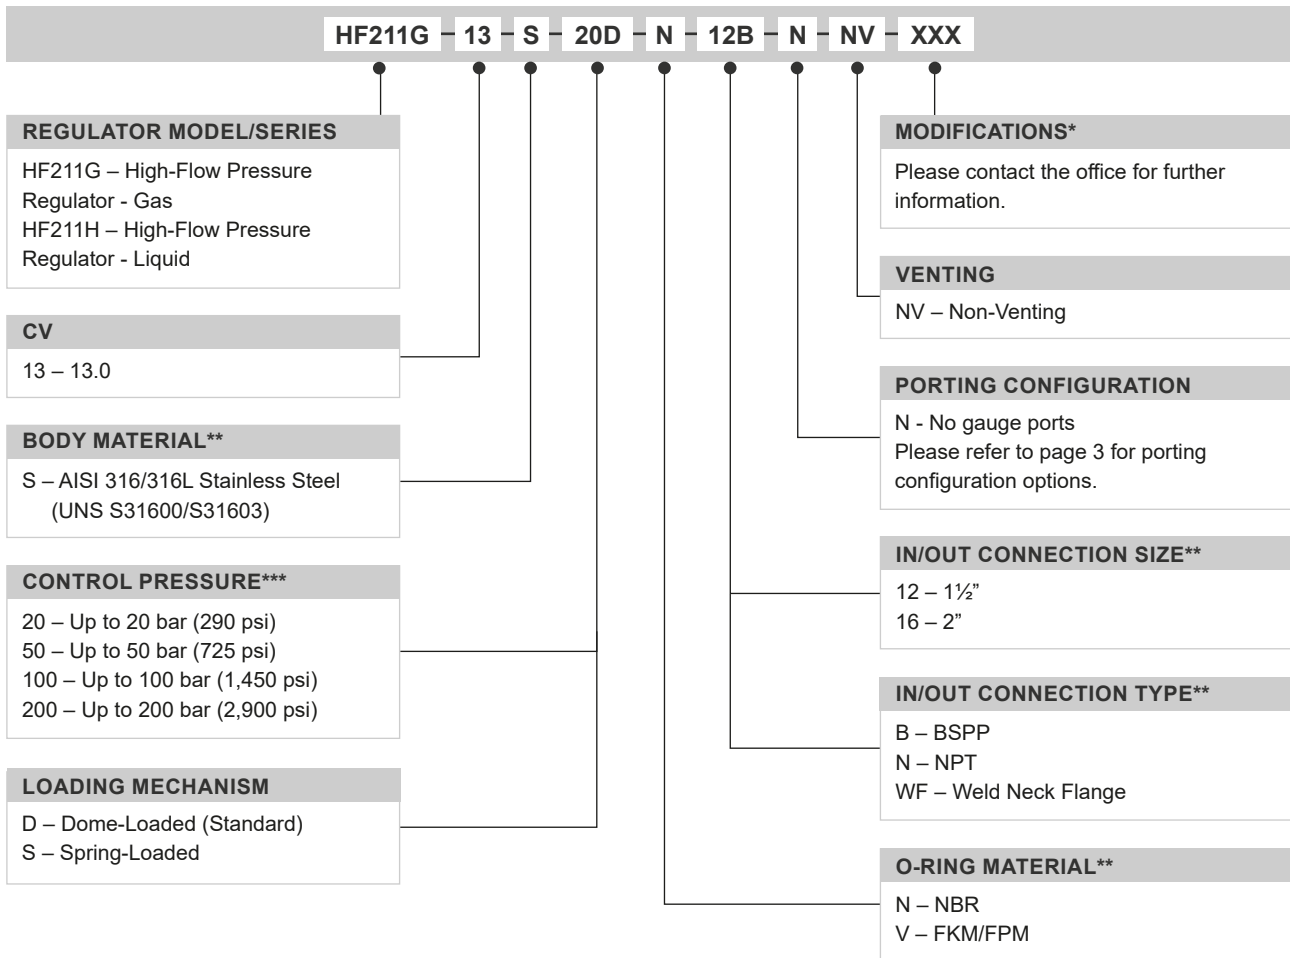 HF211G 13 S 20D N 12B N NV XXX
REGULATOR MODEL/SERIES
HF211G – High-Flow Pressure
Regulator - Gas
HF211H – High-Flow Pressure
Regulator - Liquid
CV
13 – 13.0
BODY MATERIAL**
S – AISI 316/316L Stainless Steel
(UNS S31600/S31603)
CONTROL PRESSURE***
20 – Up to 20 bar (290 psi)
50 – Up to 50 bar (725 psi)
100 – Up to 100 bar (1,450 psi)
200 – Up to 200 bar (2,900 psi)
LOADING MECHANISM
D – Dome-Loaded (Standard)
S – Spring-Loaded
MODIFICATIONS*
Please contact the office for further
information.
VENTING
NV – Non-Venting
PORTING CONFIGURATION
N - No gauge ports
Please refer to page 3 for porting
configuration options.
IN/OUT CONNECTION SIZE**
12 – 1½”
16 – 2”
IN/OUT CONNECTION TYPE**
B – BSPP
N – NPT
WF – Weld Neck Flange
O-RING MATERIAL**
N – NBR
V – FKM/FPM